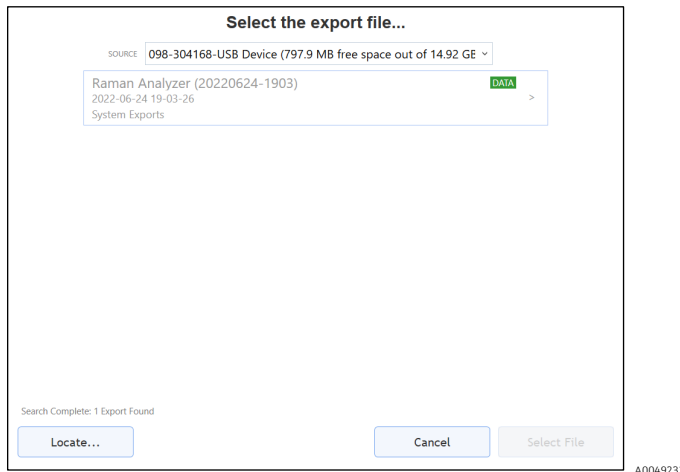 Select the export file...
SOURCE 098-304168-USB Device (797.9 MB free space out of 14.92 GE
Raman Analyzer (20220624-1903) DATA
2022-06-24 19-03-26 >
System Exports
Search Complete: 1 Export Found
Locate... Cancel Select File
A004923